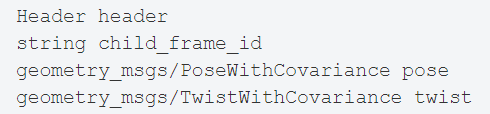 Header header
string child_frame_id
geometry_msgs/PoseWithCovariance pose
geometry_msgs/TwistWithCovariance twist